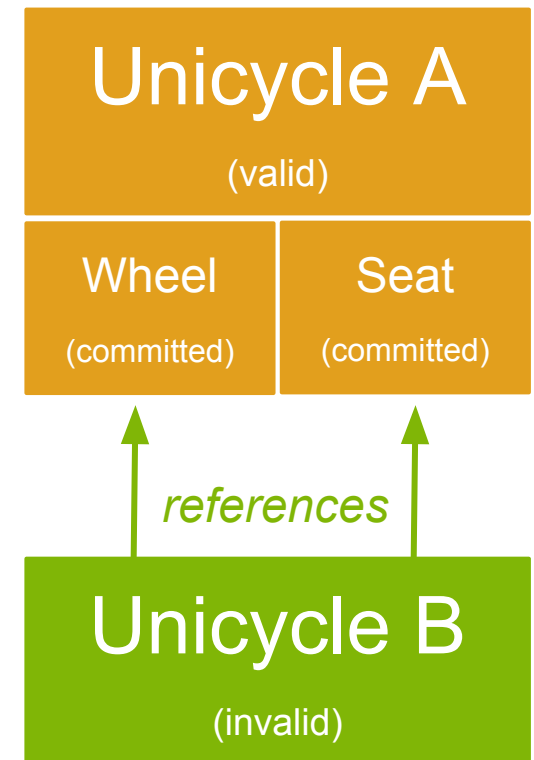 Unicycle A
(valid)
Wheel
(committed)
Seat
(committed)
references
Unicycle B
(invalid)